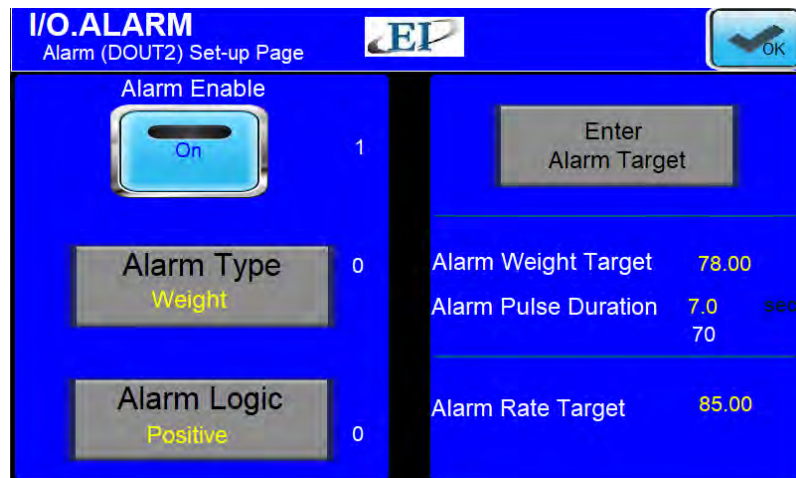 I/O.ALARM
Alarm (DOUT2) Set-up Page
EI
OK
Alarm Enable
On
1
Alarm Type
Weight
0
Alarm Logic
Positive
0
Enter
Alarm Target
Alarm Weight Target 78.00
Alarm Pulse Duration 7.0 sec
70
Alarm Rate Target 85.00